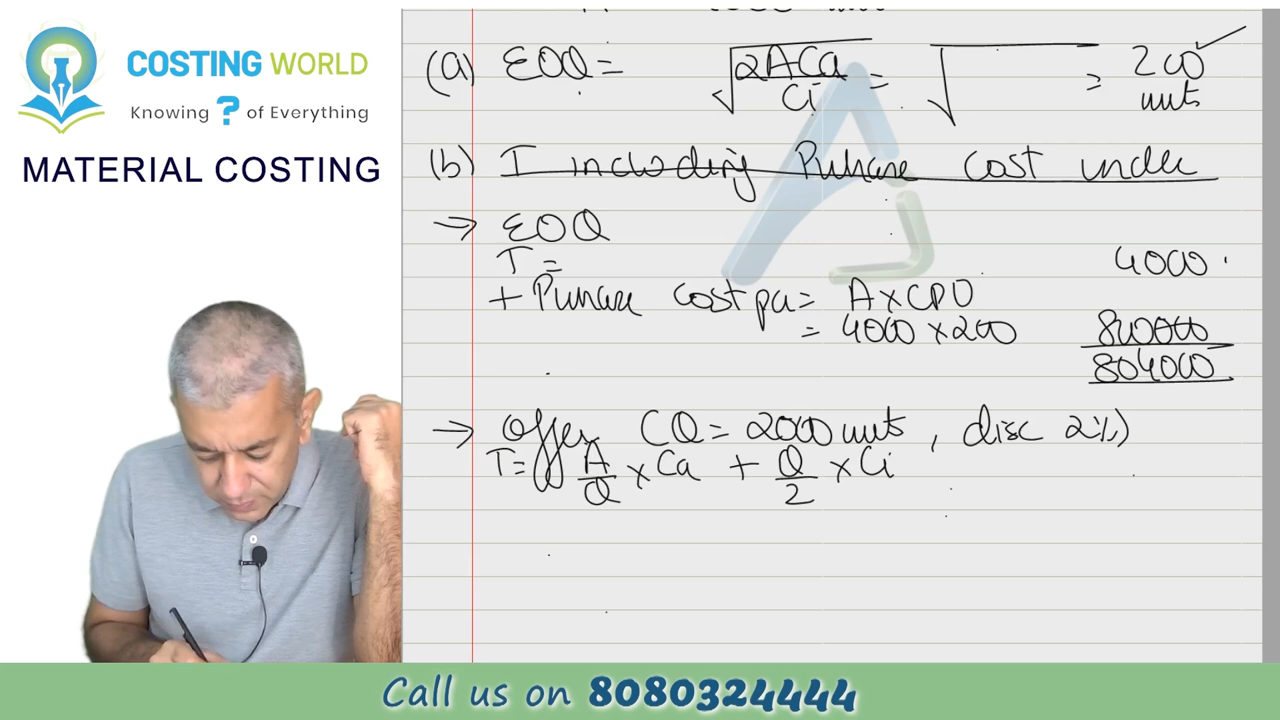 COSTING WORLD
Knowing ? of Everything
MATERIAL COSTING
(a) EOQ = √2ACa/Ci = √ = 200 units
(b) I including Purchase cost under
→ EOQ
T = 4000
+ Purchase cost pa = A x CPU
= 4000 x 200 800000
804000
→ Offer CQ = 2000 units, disc 2%)
T = A/Q x Ca + Q/2 x Ci
Call us on 8080324444